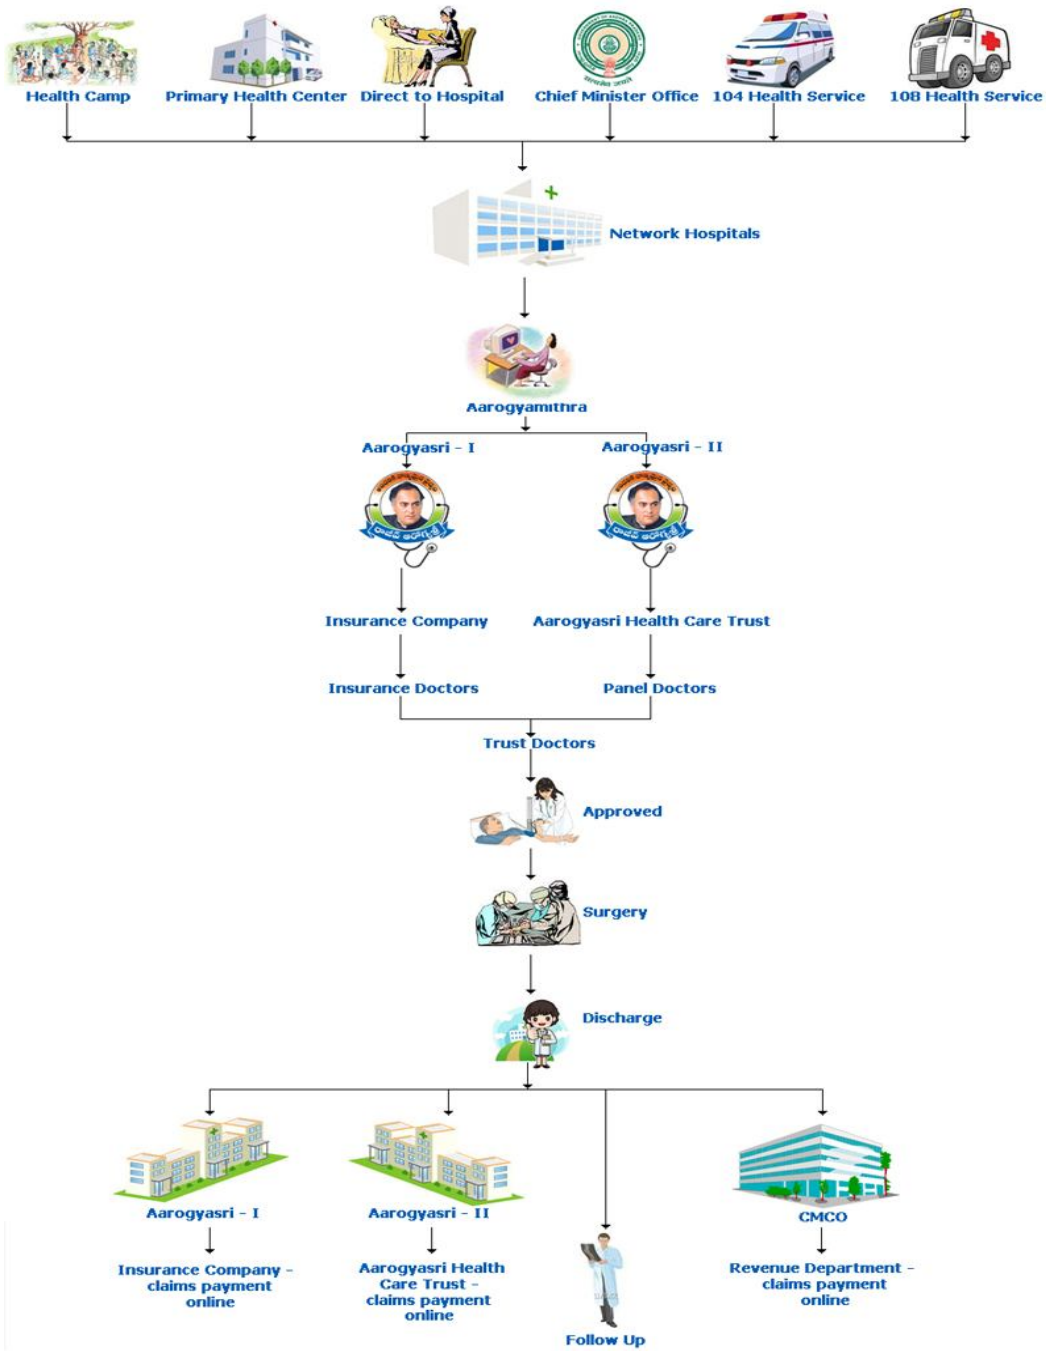 Health Camp
Primary Health Center
Direct to Hospital
Chief Minister Office
104 Health Service
108 Health Service
Network Hospitals
Aarogyamithra
Aarogyasri - I
Aarogyasri - II
Insurance Company
Aarogyasri Health Care Trust
Insurance Doctors
Panel Doctors
Trust Doctors
Approved
Surgery
Discharge
Aarogyasri - I
Aarogyasri - II
CMCO
Insurance Company -
claims payment
online
Aarogyasri Health
Care Trust -
claims payment
online
Revenue Department -
claims payment
online
Follow Up